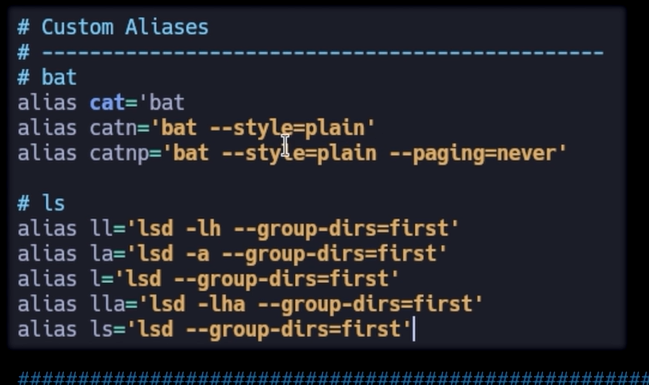 # Custom Aliases
# -----------------------------------------------
# bat
alias cat='bat
alias catn='bat --style=plain'
alias catnp='bat --style=plain --paging=never'
# ls
alias ll='lsd -lh --group-dirs=first'
alias la='lsd -a --group-dirs=first'
alias l='lsd --group-dirs=first'
alias lla='lsd -lha --group-dirs=first'
alias ls='lsd --group-dirs=first'
#####################################################